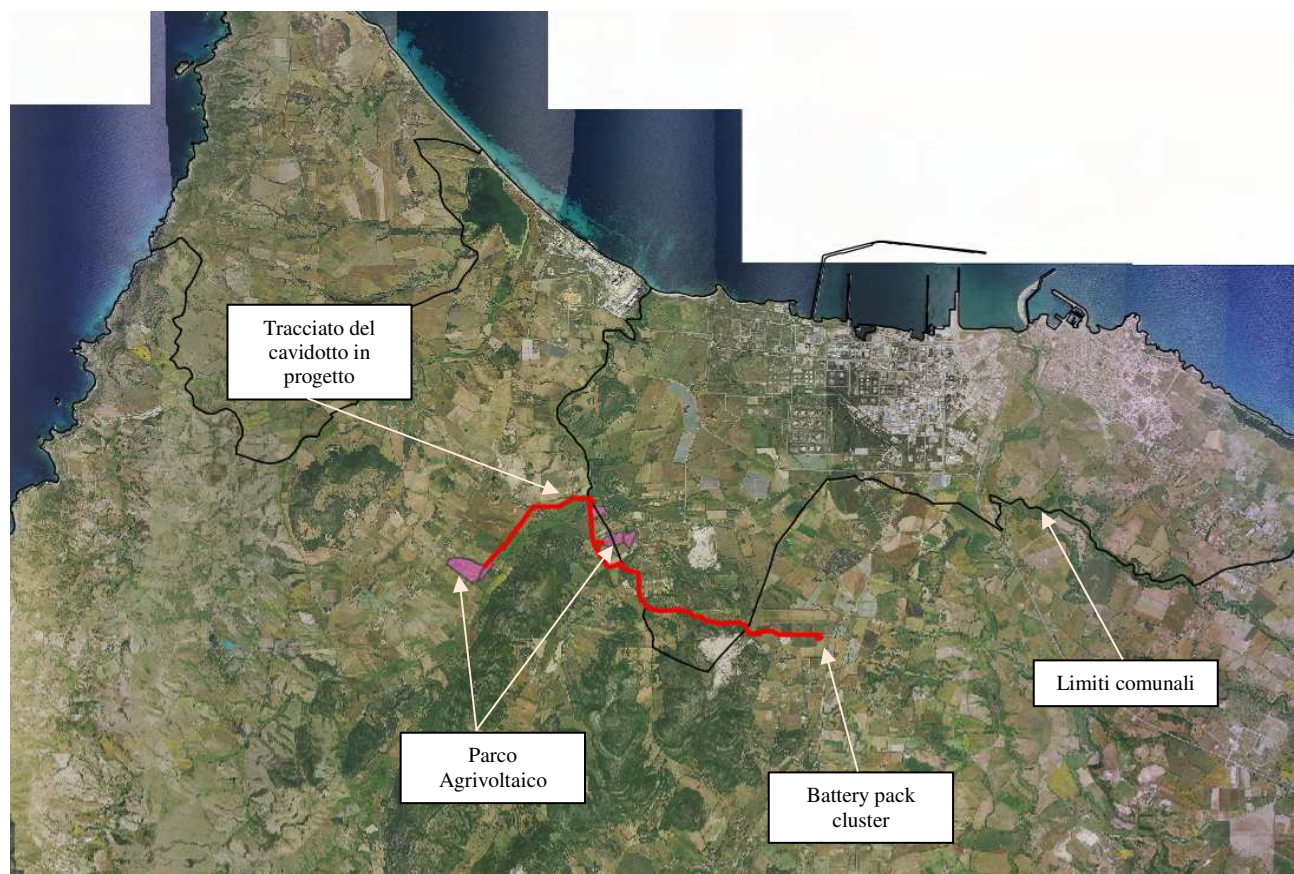 Tracciato del
cavidotto in
progetto
Limiti comunali
Parco
Agrivoltaico
Battery pack
cluster